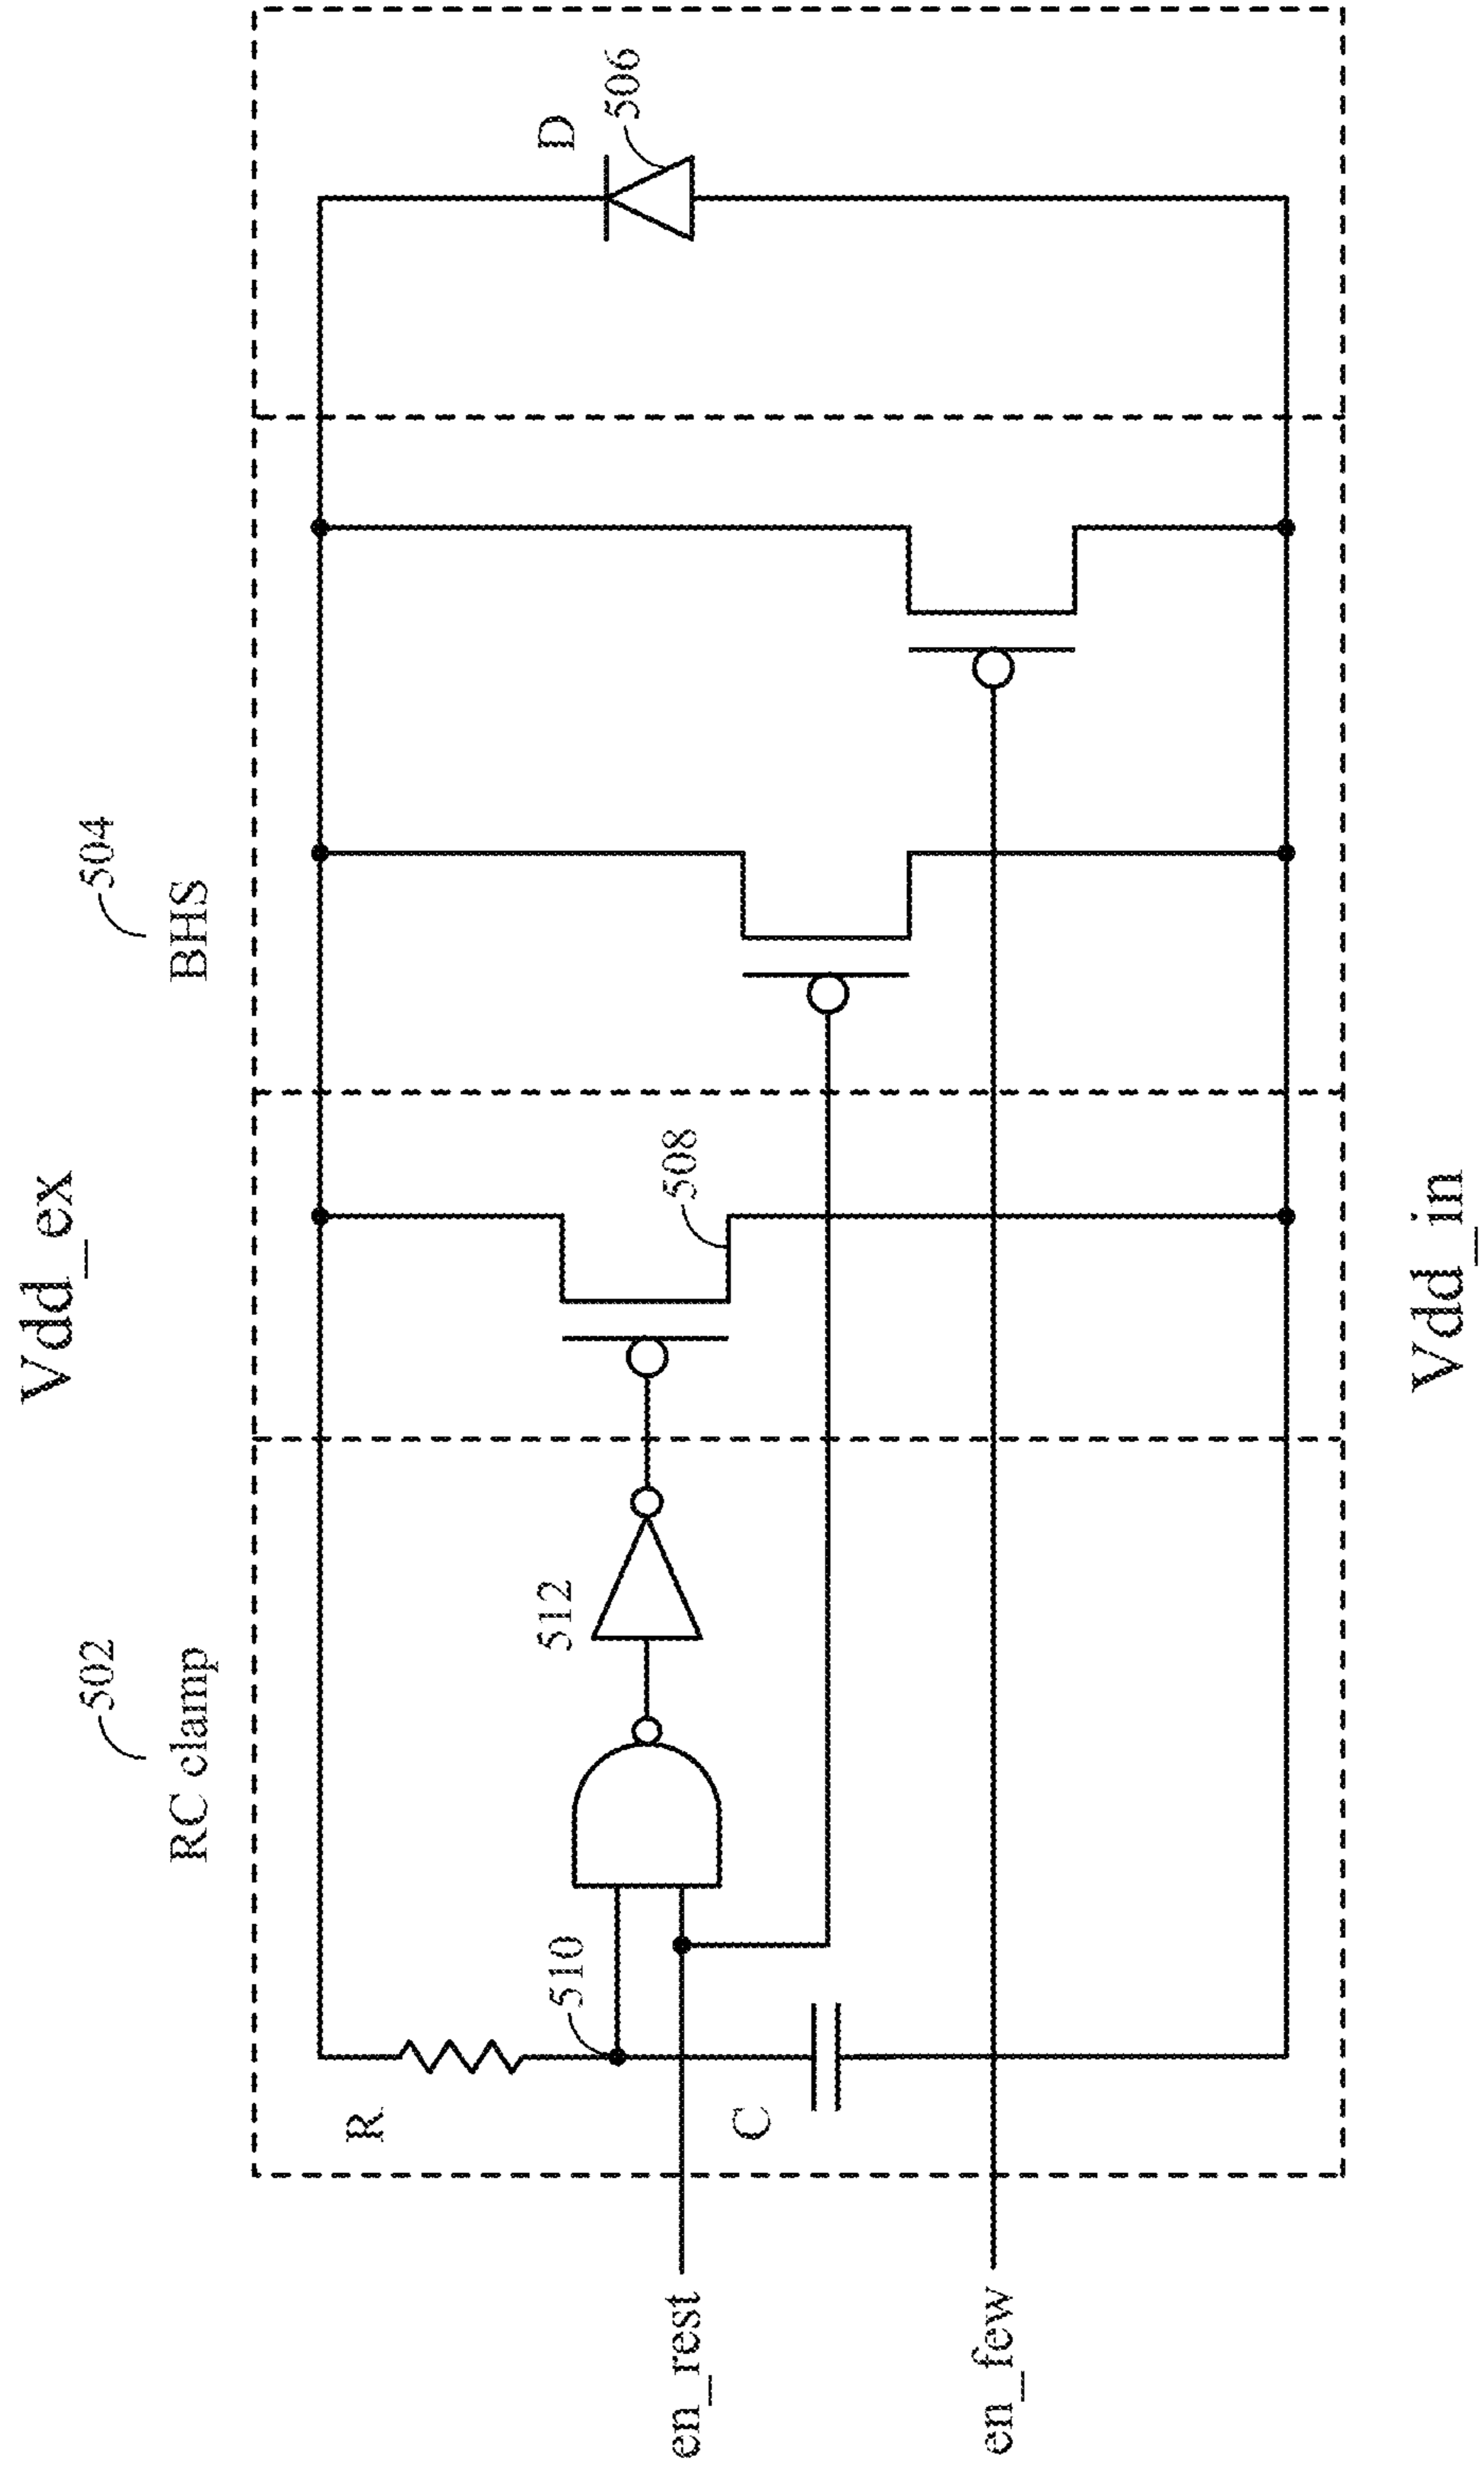 Vdd_ex
502
RC clamp
504
BHS
R
510
512
508
D
506
C
en_rest
en_few
Vdd_in